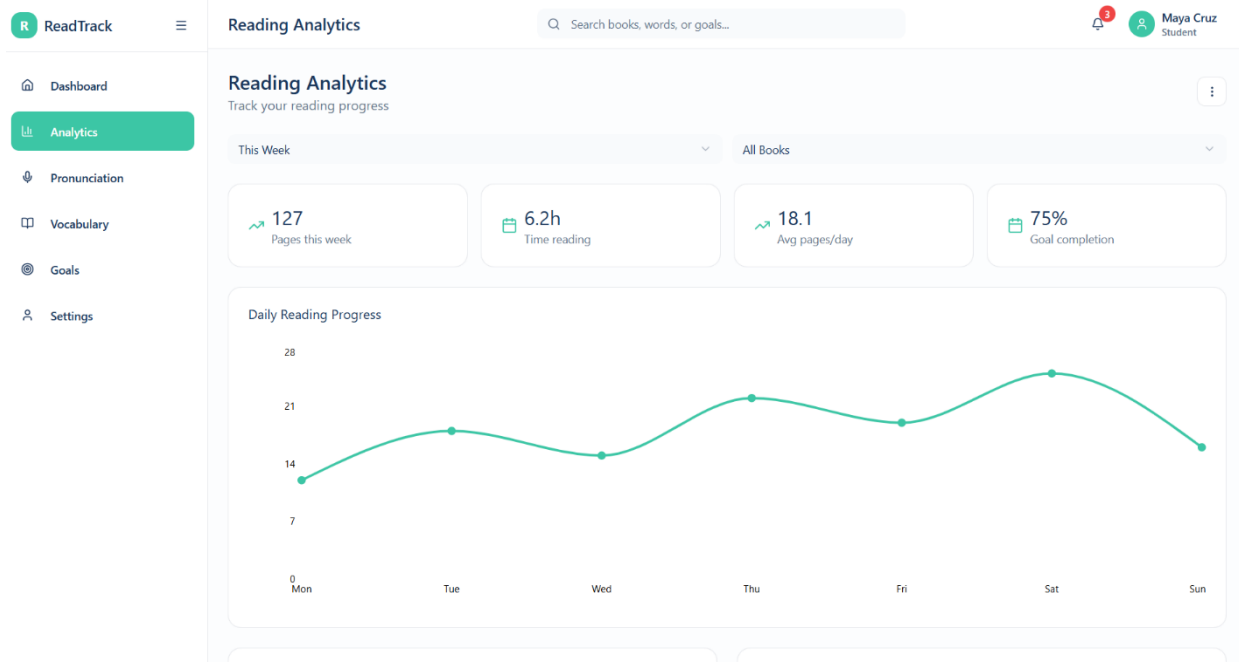 R ReadTrack
Reading Analytics
Search books, words, or goals...
3
Maya Cruz
Student
Dashboard
Analytics
Pronunciation
Vocabulary
Goals
Settings
Reading Analytics
Track your reading progress
This Week
All Books
127
Pages this week
6.2h
Time reading
18.1
Avg pages/day
75%
Goal completion
Daily Reading Progress
28
21
14
7
0
Mon Tue Wed Thu Fri Sat Sun